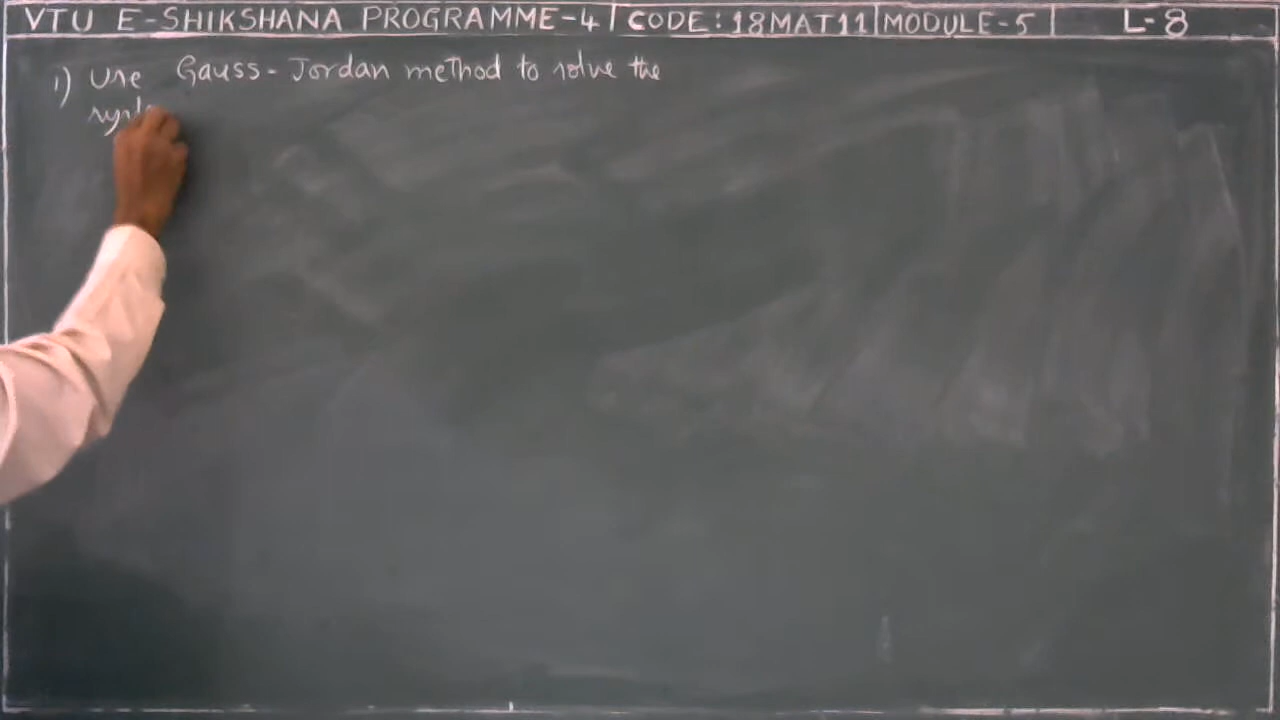 VTU E-SHIKSHANA PROGRAMME-4 | CODE:18MAT11 | MODULE-5 | L-8
1) Use Gauss-Jordan method to solve the